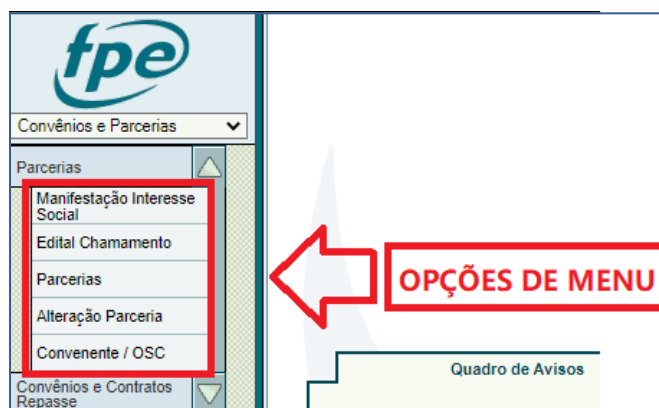 fpe
Convênios e Parcerias
Parcerias
Manifestação Interesse
Social
Edital Chamamento
Parcerias
Alteração Parceria
Convenente / OSC
Convênios e Contratos
Repasse
OPÇÕES DE MENU
Quadro de Avisos